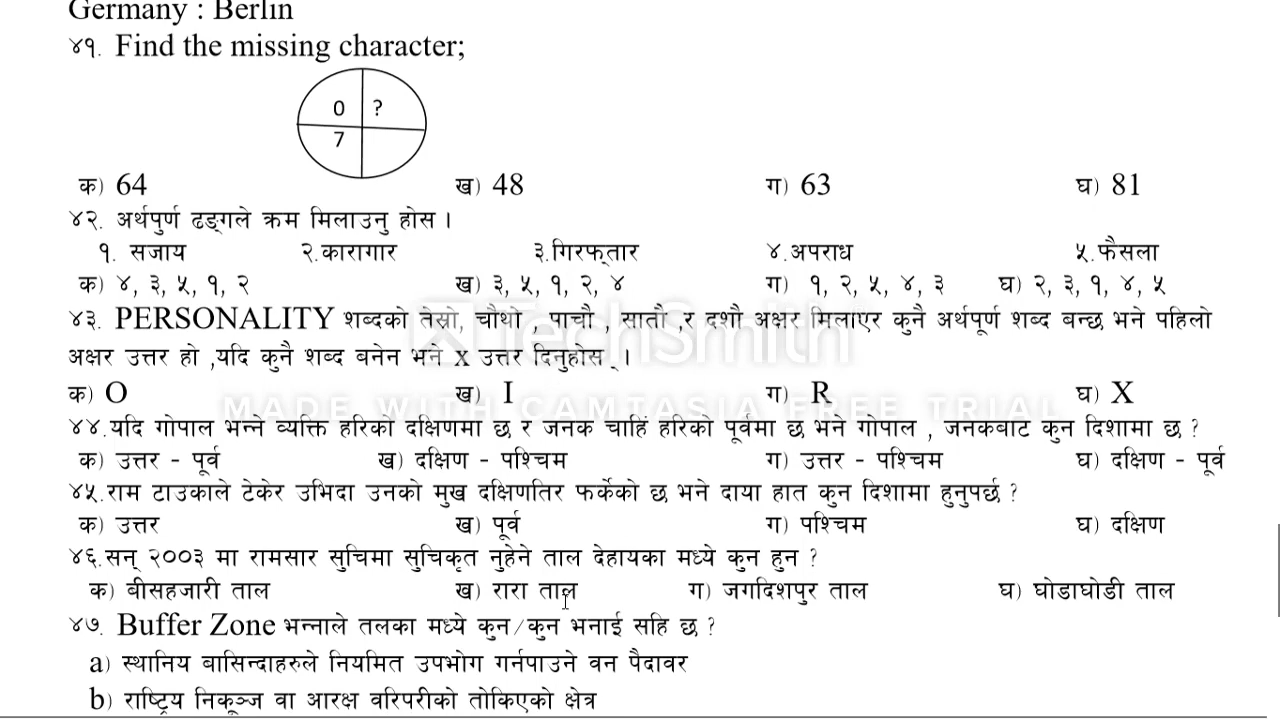 Germany : Berlin
४१. Find the missing character;
0 ?
7
क) 64 ख) 48 ग) 63 घ) 81
४२. अर्थपुर्ण ढङ्गले क्रम मिलाउनु होस ।
१. सजाय २.कारागार ३.गिरफ्तार ४.अपराध ५.फैसला
क) ४, ३, ५, १, २ ख) ३, ५, १, २, ४ ग) १, २, ५, ४, ३ घ) २, ३, १, ४, ५
४३. PERSONALITY शब्दको तेस्रो, चौथो , पाचौ , सातौ ,र दशौ अक्षर मिलाएर कुनै अर्थपूर्ण शब्द बन्छ भने पहिलो
अक्षर उत्तर हो ,यदि कुनै शब्द बनेन भने x उत्तर दिनुहोस् ।
TechSmith
क) O ख) I ग) R घ) X
MADE WITH CAMTASIA FREE TRIAL
४४.यदि गोपाल भन्ने व्यक्ति हरिको दक्षिणमा छ र जनक चाहिं हरिको पूर्वमा छ भने गोपाल , जनकबाट कुन दिशामा छ ?
क) उत्तर - पूर्व ख) दक्षिण - पश्चिम ग) उत्तर - पश्चिम घ) दक्षिण - पूर्व
४५.राम टाउकाले टेकेर उभिदा उनको मुख दक्षिणतिर फर्केको छ भने दाया हात कुन दिशामा हुनुपर्छ ?
क) उत्तर ख) पूर्व ग) पश्चिम घ) दक्षिण
४६.सन् २००३ मा रामसार सुचिमा सुचिकृत नुहेने ताल देहायका मध्ये कुन हुन ?
क) बीसहजारी ताल ख) रारा ताल ग) जगदिशपुर ताल घ) घोडाघोडी ताल
४७. Buffer Zone भन्नाले तलका मध्ये कुन/कुन भनाई सहि छ ?
a) स्थानिय बासिन्दाहरुले नियमित उपभोग गर्नपाउने वन पैदावर
b) राष्ट्रिय निकूञ्ज वा आरक्ष वरिपरीको तोकिएको क्षेत्र